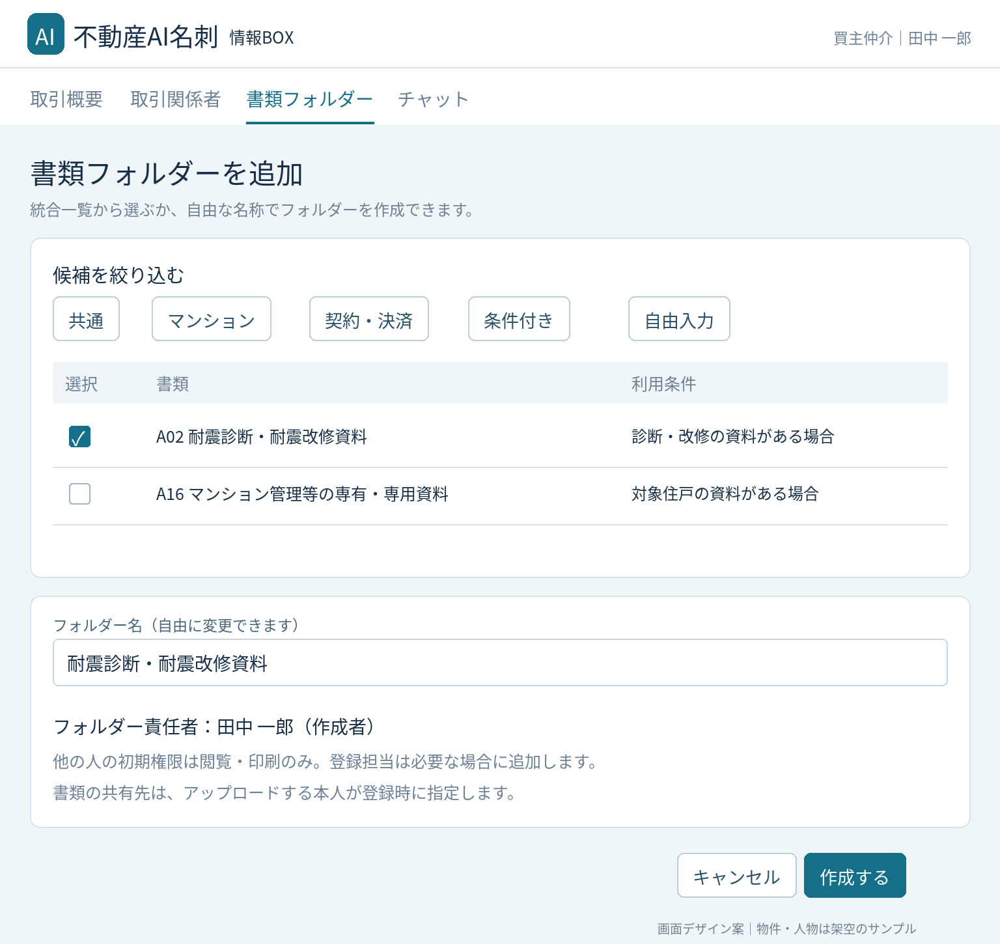 AI 不動産AI名刺 情報BOX 買主仲介｜田中 一郎
取引概要 取引関係者 書類フォルダー チャット
書類フォルダーを追加
統合一覧から選ぶか、自由な名称でフォルダーを作成できます。
候補を絞り込む
共通 マンション 契約・決済 条件付き 自由入力
選択 書類 利用条件
✓ A02 耐震診断・耐震改修資料 診断・改修の資料がある場合
A16 マンション管理等の専有・専用資料 対象住戸の資料がある場合
フォルダー名（自由に変更できます）
耐震診断・耐震改修資料
フォルダー責任者：田中 一郎（作成者）
他の人の初期権限は閲覧・印刷のみ。登録担当は必要な場合に追加します。
書類の共有先は、アップロードする本人が登録時に指定します。
キャンセル 作成する
画面デザイン案｜物件・人物は架空のサンプル